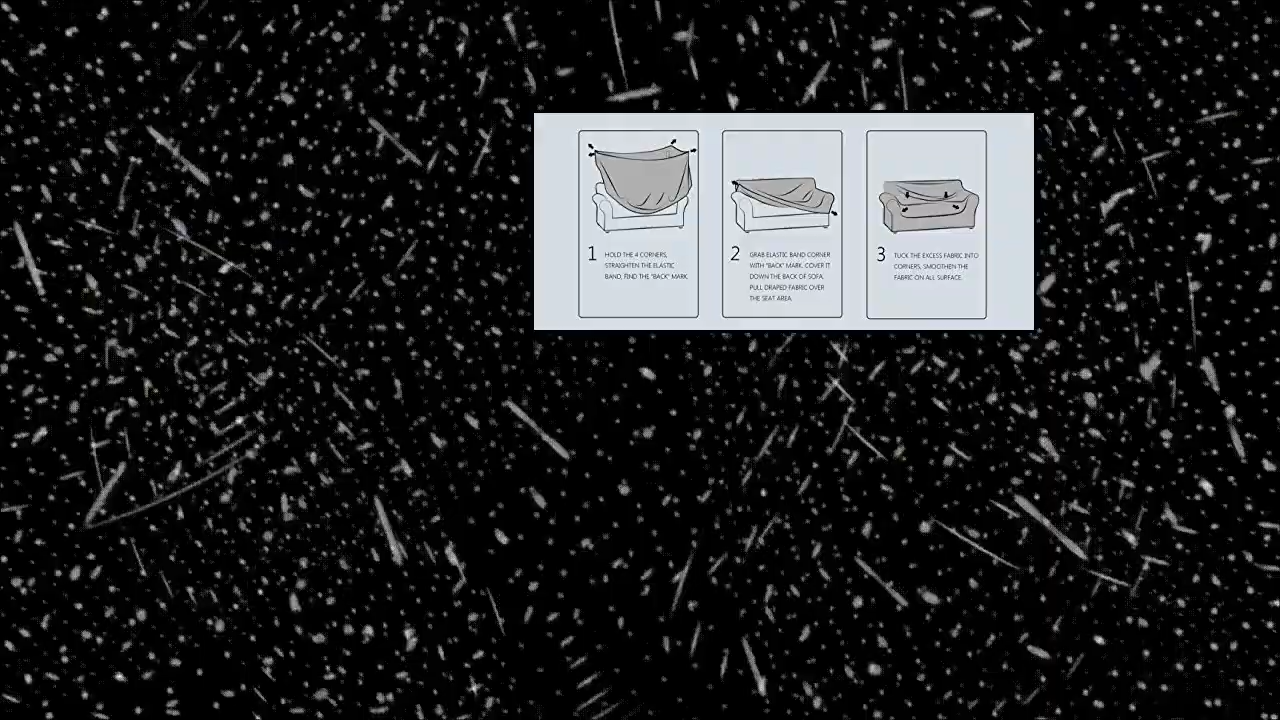 1
HOLD THE 4 CORNERS,
STRAIGHTEN THE ELASTIC
BAND, FIND THE "BACK" MARK.
2
GRAB ELASTIC BAND CORNER
WITH "BACK" MARK. COVER IT
DOWN THE BACK OF SOFA.
PULL DRAPED FABRIC OVER
THE SEAT AREA.
3
TUCK THE EXCESS FABRIC INTO
CORNERS, SMOOTHEN THE
FABRIC ON ALL SURFACE.